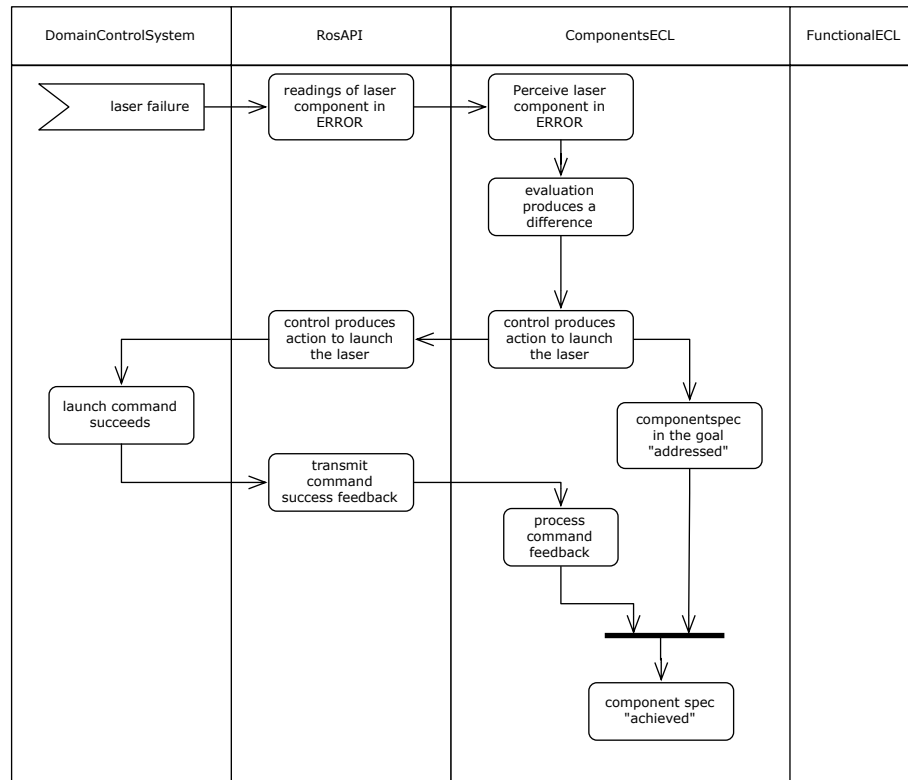 DomainControlSystem
RosAPI
ComponentsECL
FunctionalECL
laser failure
readings of laser
component in
ERROR
Perceive laser
component in
ERROR
evaluation
produces a
difference
control produces
action to launch
the laser
control produces
action to launch
the laser
launch command
succeeds
componentspec
in the goal
"addressed"
transmit
command
success feedback
process
command
feedback
component spec
"achieved"